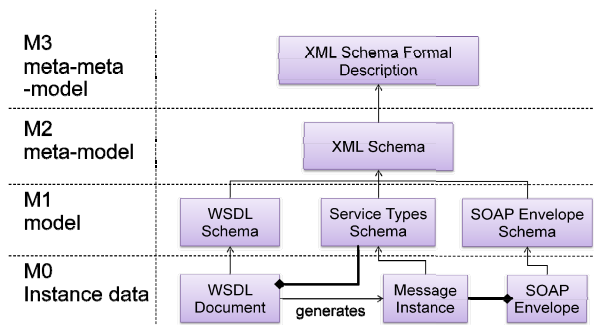 M3
meta-meta
-model
XML Schema Formal
Description
M2
meta-model
XML Schema
M1
model
WSDL
Schema
Service Types
Schema
SOAP Envelope
Schema
M0
Instance data
WSDL
Document
generates
Message
Instance
SOAP
Envelope